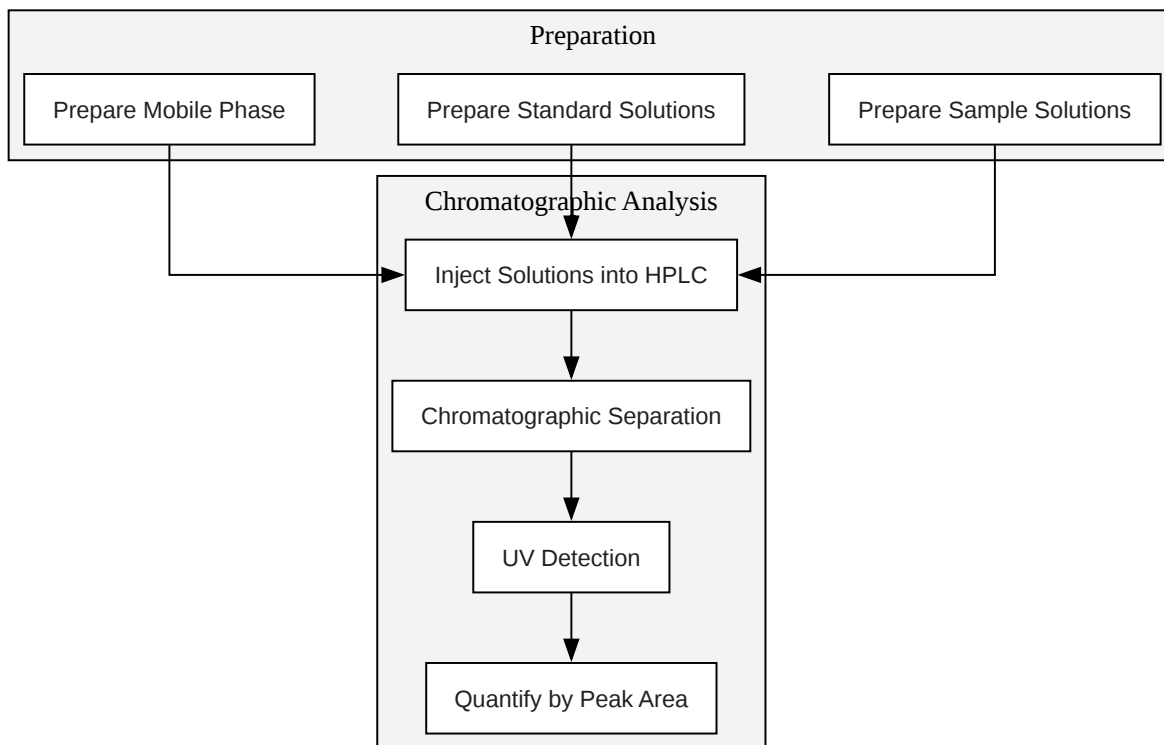 Preparation
Prepare Mobile Phase
Prepare Standard Solutions
Prepare Sample Solutions
Chromatographic Analysis
Inject Solutions into HPLC
Chromatographic Separation
UV Detection
Quantify by Peak Area